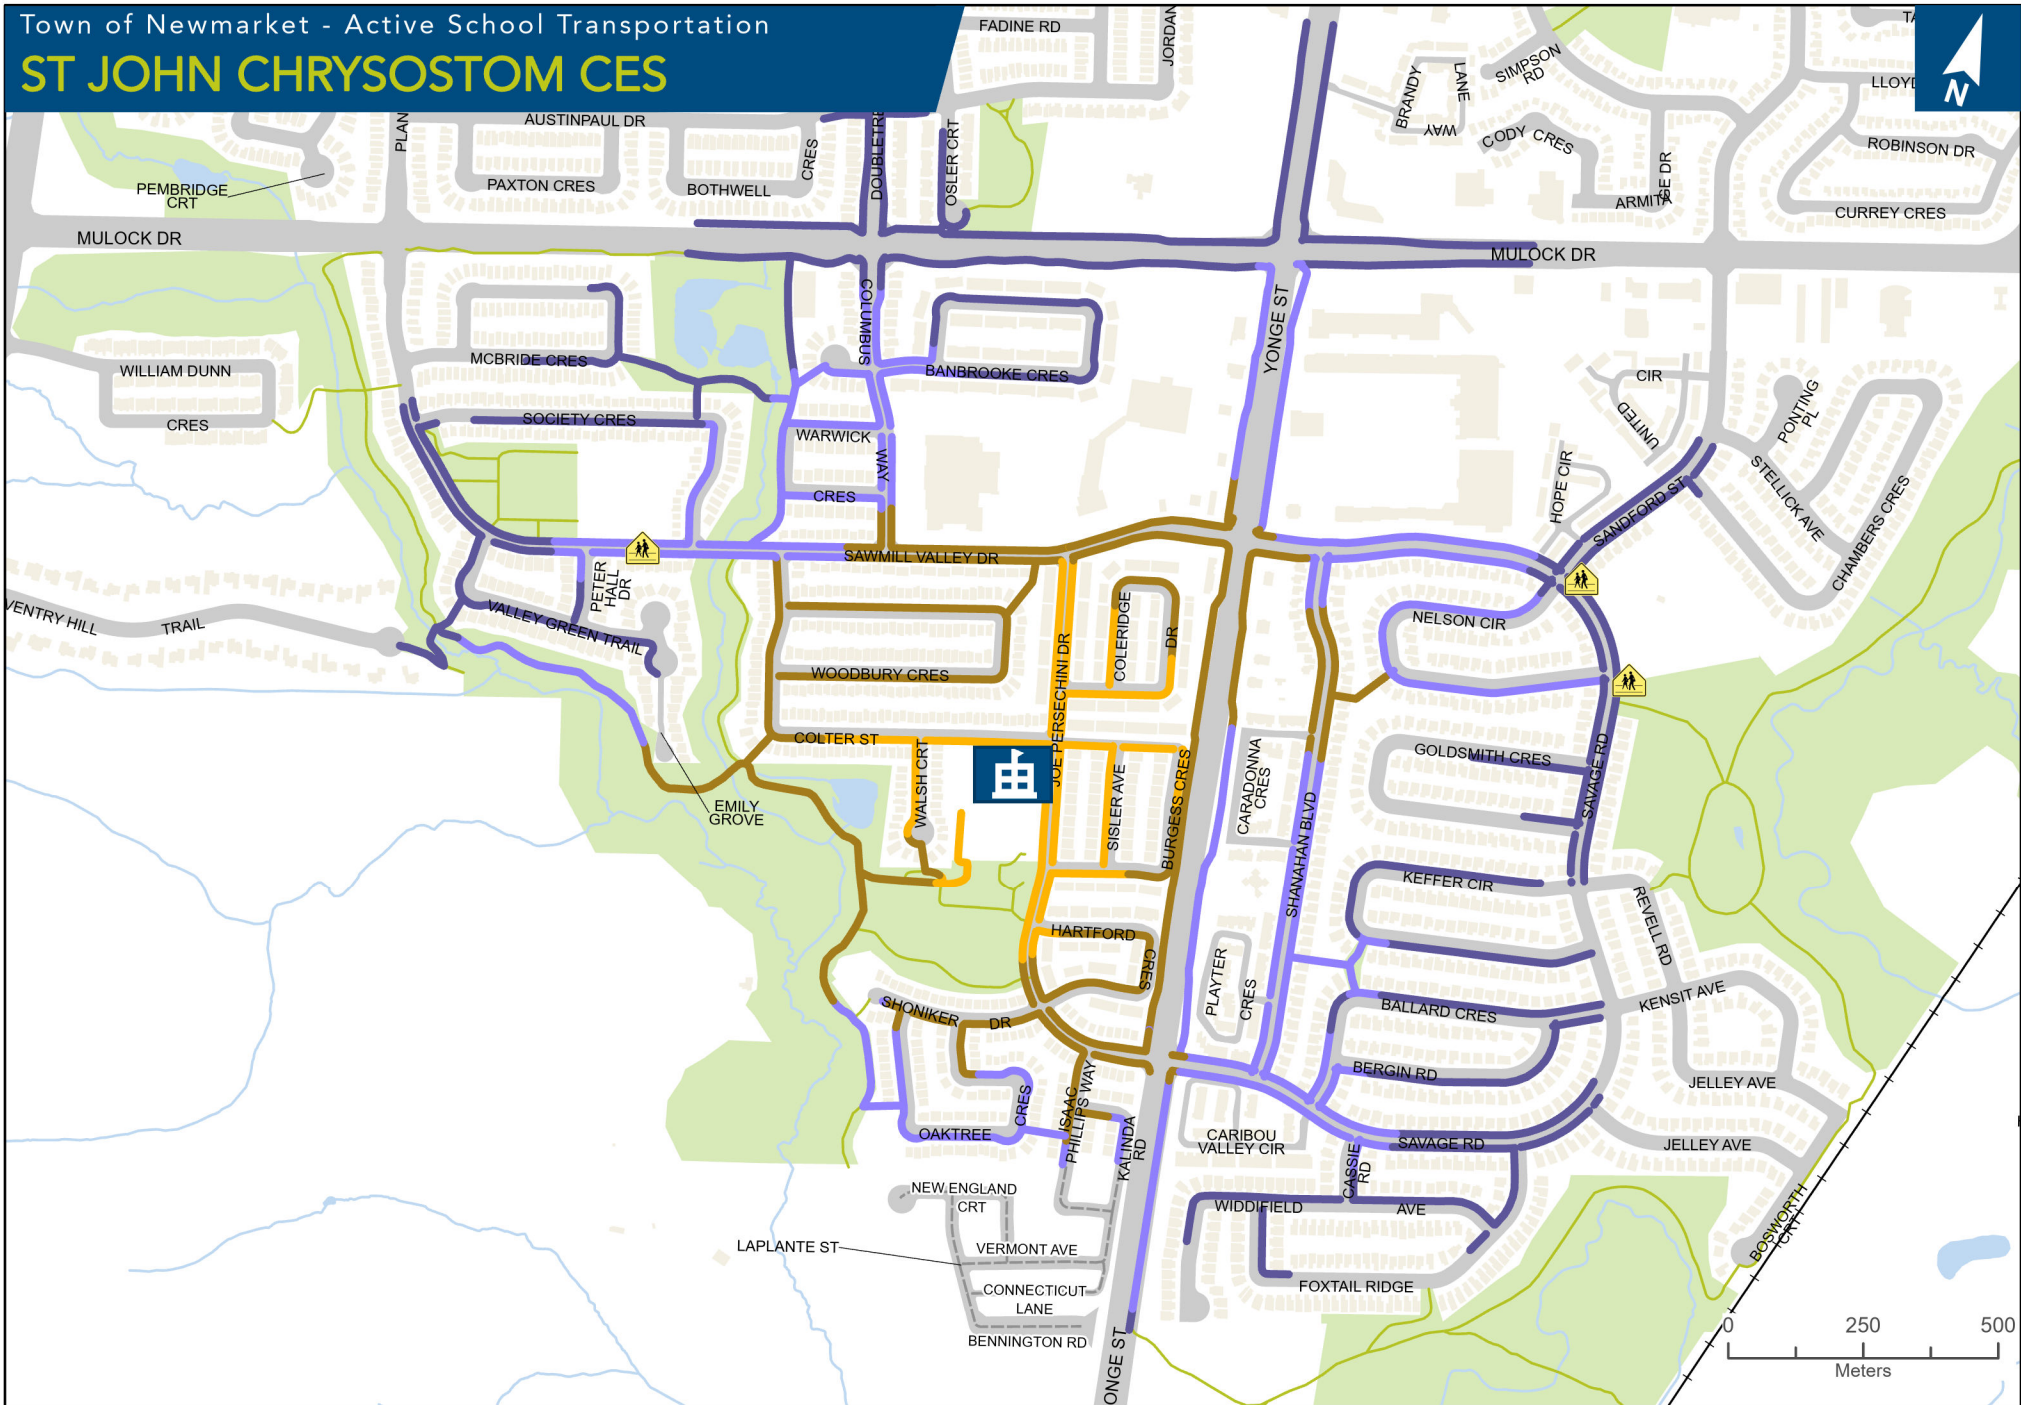 Town of Newmarket - Active School Transportation
ST JOHN CHRYSOSTOM CES
N
FADINE RD
JORDAN
BRANDY
LANE
WAY
SIMPSON
RD
CODY CRES
ARMITAGE DR
ROBINSON DR
CURREY CRES
AUSTINPAUL DR
PAXTON CRES
BOTHWELL
CRES
OSLER CRT
PEMBRIDGE
CRT
MULOCK DR
MULOCK DR
COLUMBUS
WAY
YONGE ST
MCBRIDE CRES
BANBROOKE CRES
WILLIAM DUNN
CRES
SOCIETY CRES
WARWICK
CRES
CIR
UNITED
PONTING
PL
HOPE CIR
SANDFORD ST
STELLICK AVE
CHAMBERS CRES
SAWMILL VALLEY DR
PETER
HALL
DR
VALLEY GREEN TRAIL
VENTRY HILL
TRAIL
COLERIDGE
DR
NELSON CIR
WOODBURY CRES
JOE PERSECHINI DR
COLTER ST
WALSH CRT
EMILY
GROVE
SISLER AVE
BURGESS CRES
CARADONNA
CRES
SHANAHAN BLVD
GOLDSMITH CRES
SAVAGE RD
KEFFER CIR
REVELL RD
HARTFORD
CRES
PLAYTER
CRES
KENSIT AVE
BALLARD CRES
SHONIKER
DR
BERGIN RD
JELLEY AVE
JELLEY AVE
OAKTREE
CRES
ISAAC
PHILLIPS WAY
KALINDA
RD
CARIBOU
VALLEY CIR
SAVAGE RD
CASSIE
RD
WIDDIFIELD
AVE
NEW ENGLAND
CRT
LAPLANTE ST
VERMONT AVE
CONNECTICUT
LANE
BENNINGTON RD
FOXTAIL RIDGE
BOSWORTH
CRT
ONGE ST
0 250 500
Meters